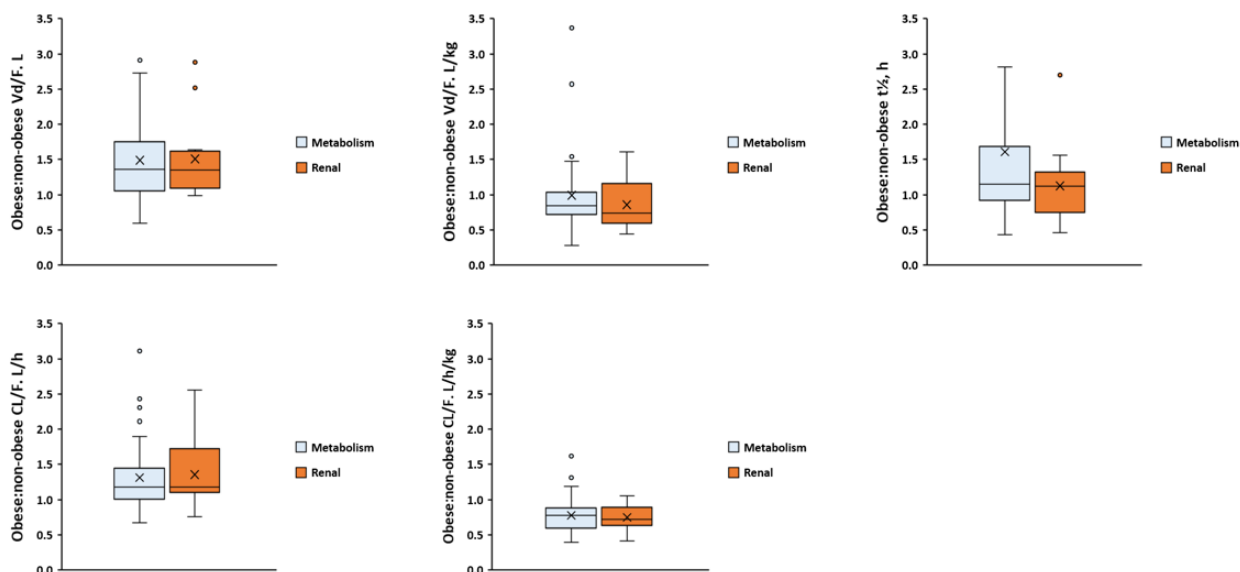 Obese:non-obese Vd/F. L
3.5
3.0
2.5
2.0
1.5
1.0
0.5
0.0
Metabolism
Renal
Obese:non-obese Vd/F. L/kg
3.5
3.0
2.5
2.0
1.5
1.0
0.5
0.0
Metabolism
Renal
Obese:non-obese t½, h
3.5
3.0
2.5
2.0
1.5
1.0
0.5
0.0
Metabolism
Renal
Obese:non-obese CL/F. L/h
3.5
3.0
2.5
2.0
1.5
1.0
0.5
0.0
Metabolism
Renal
Obese:non-obese CL/F. L/h/kg
3.5
3.0
2.5
2.0
1.5
1.0
0.5
0.0
Metabolism
Renal